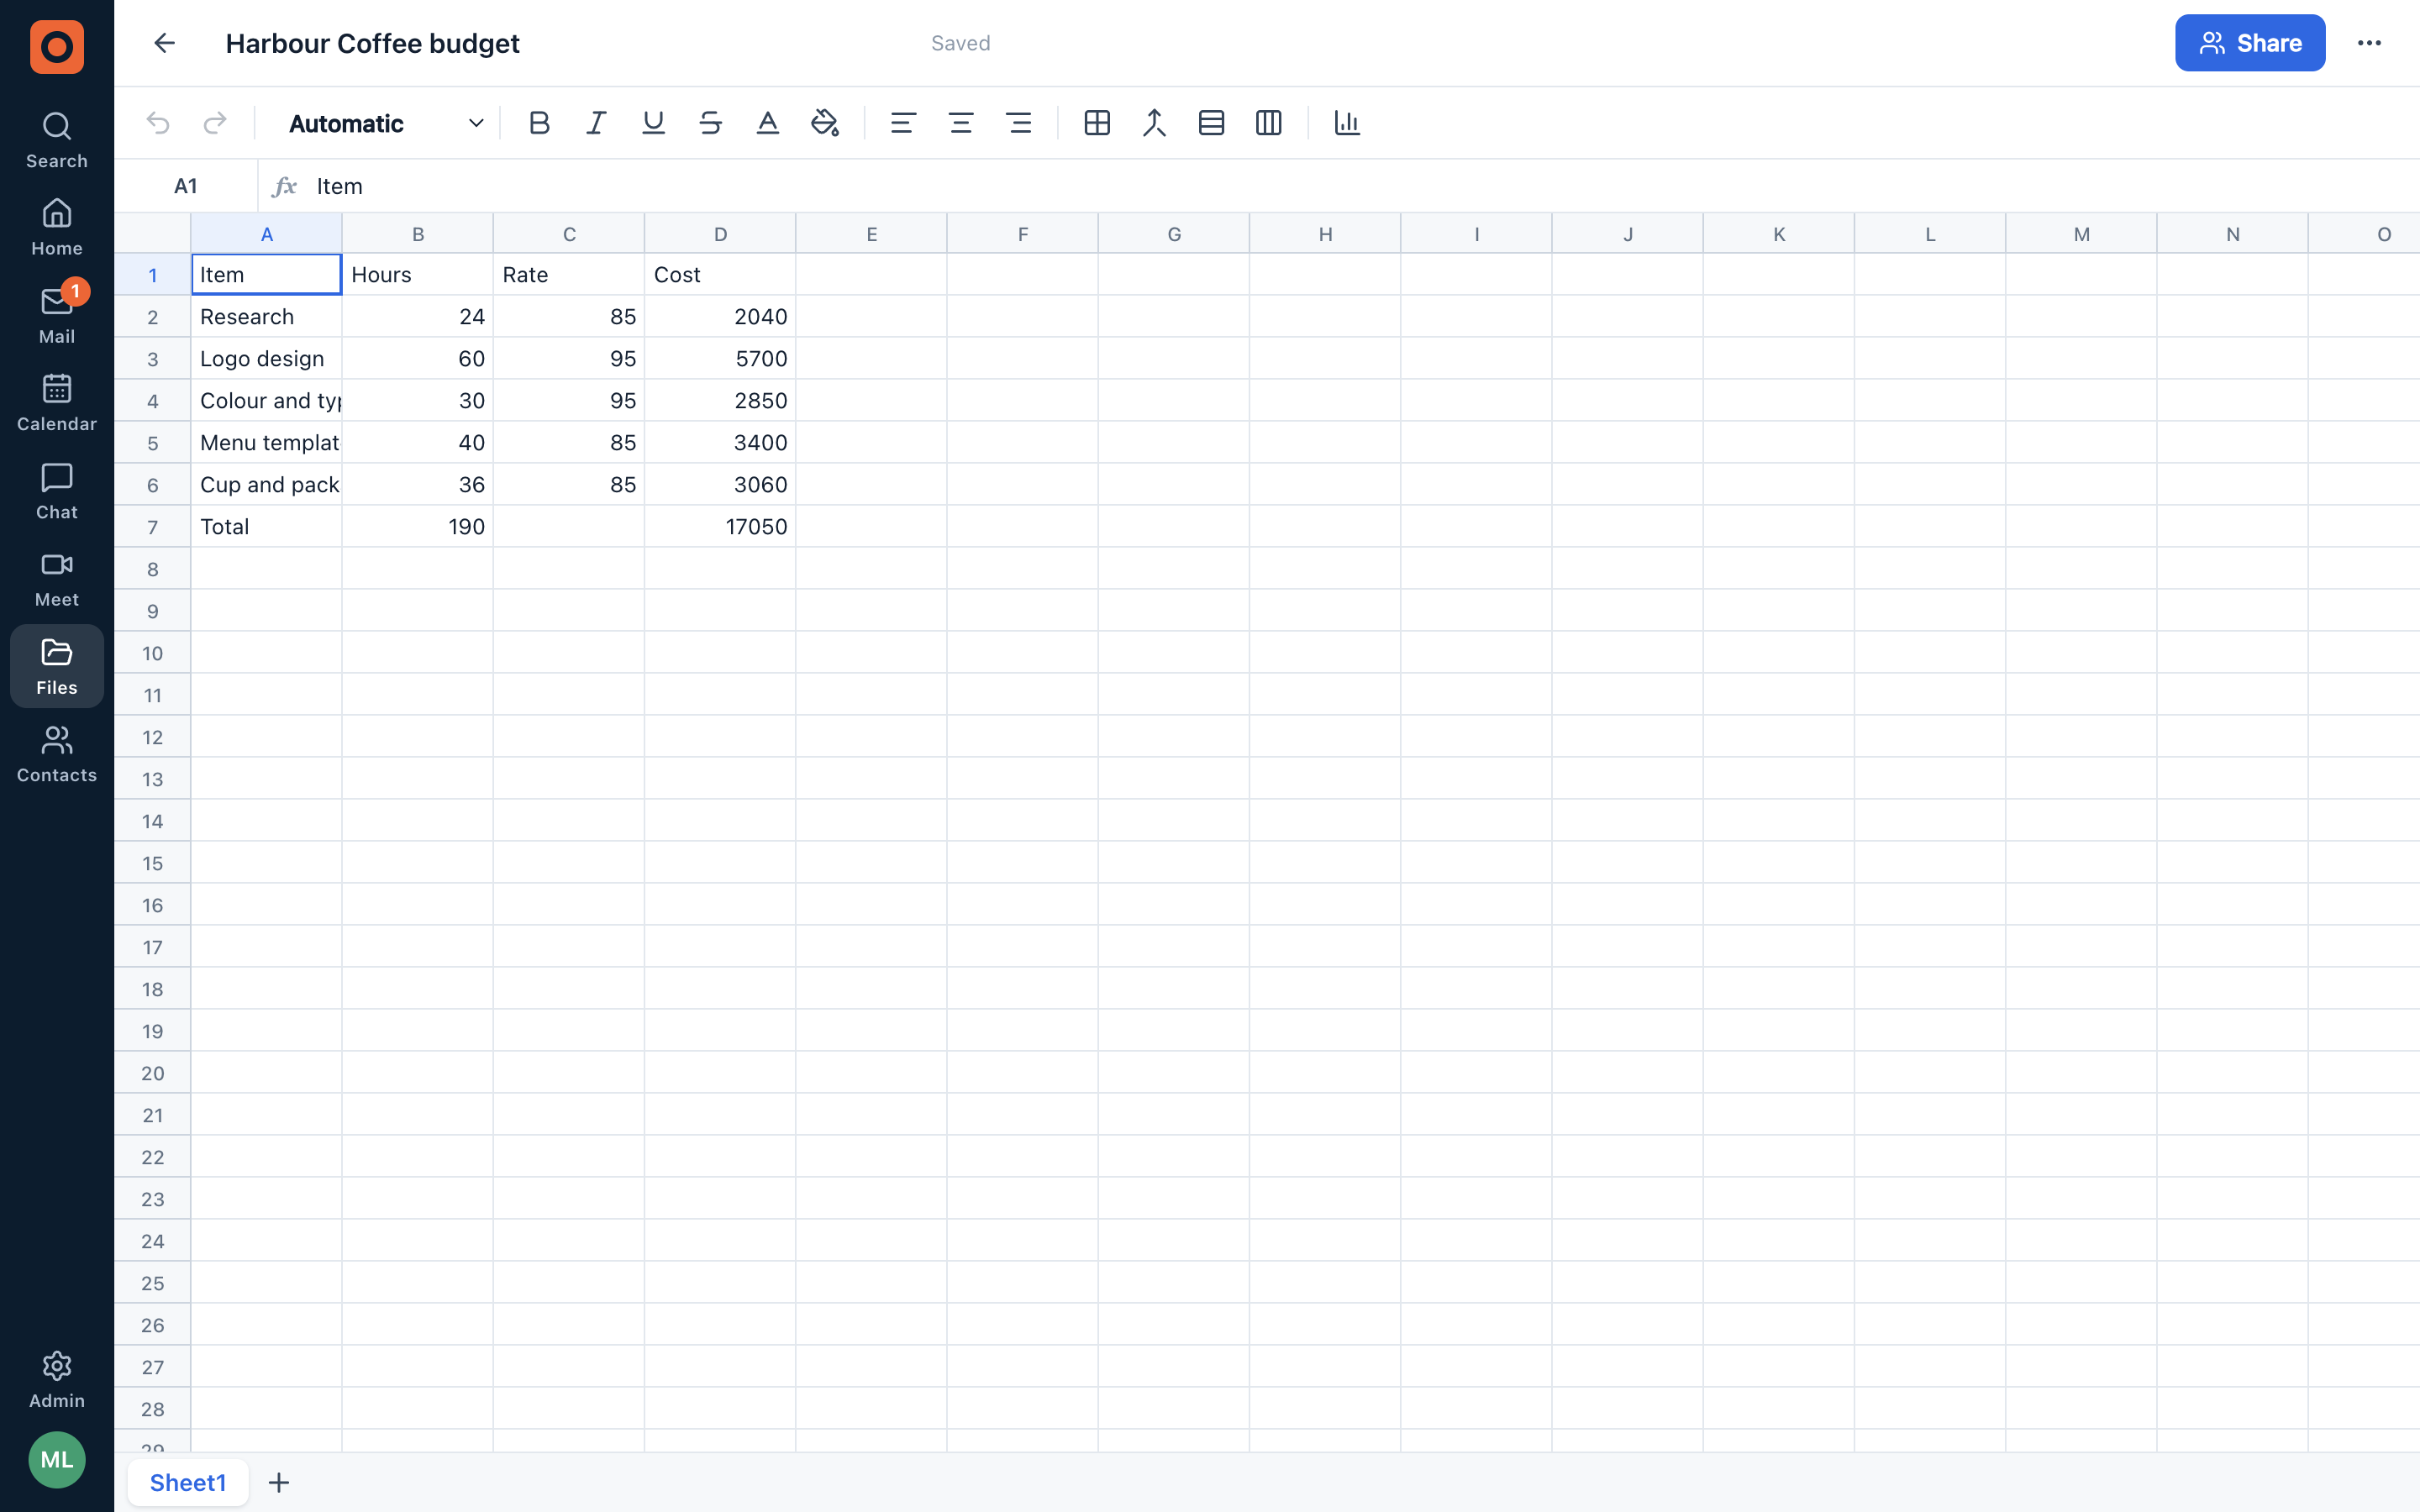 Harbour Coffee budget
Saved
Share
Search
Home
1
Mail
Calendar
Chat
Meet
Files
Contacts
Admin
ML
Automatic
A1 fx Item
A B C D E F G H I J K L M N O
1 Item Hours Rate Cost
2 Research 24 85 2040
3 Logo design 60 95 5700
4 Colour and typ 30 95 2850
5 Menu templat 40 85 3400
6 Cup and pack 36 85 3060
7 Total 190 17050
8
9
10
11
12
13
14
15
16
17
18
19
20
21
22
23
24
25
26
27
28
29
Sheet1